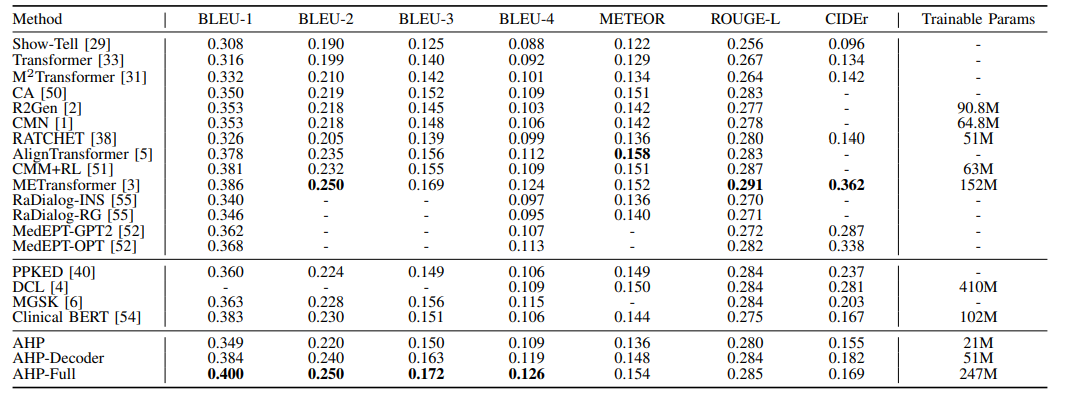 Method BLEU-1 BLEU-2 BLEU-3 BLEU-4 METEOR ROUGE-L CIDEr Trainable Params
Show-Tell [29] 0.308 0.190 0.125 0.088 0.122 0.256 0.096 -
Transformer [33] 0.316 0.199 0.140 0.092 0.129 0.267 0.134 -
M²Transformer [31] 0.332 0.210 0.142 0.101 0.134 0.264 0.142 -
CA [50] 0.350 0.219 0.152 0.109 0.151 0.283 - -
R2Gen [2] 0.353 0.218 0.145 0.103 0.142 0.277 - 90.8M
CMN [1] 0.353 0.218 0.148 0.106 0.142 0.278 - 64.8M
RATCHET [38] 0.326 0.205 0.139 0.099 0.136 0.280 0.140 51M
AlignTransformer [5] 0.378 0.235 0.156 0.112 0.158 0.283 - -
CMM+RL [51] 0.381 0.232 0.155 0.109 0.151 0.287 - 63M
METransformer [3] 0.386 0.250 0.169 0.124 0.152 0.291 0.362 152M
RaDialog-INS [55] 0.340 - - 0.097 0.136 0.270 - -
RaDialog-RG [55] 0.346 - - 0.095 0.140 0.271 - -
MedEPT-GPT2 [52] 0.362 - - 0.107 - 0.272 0.287 -
MedEPT-OPT [52] 0.368 - - 0.113 - 0.282 0.338 -
PPKED [40] 0.360 0.224 0.149 0.106 0.149 0.284 0.237 -
DCL [4] - - - 0.109 0.150 0.284 0.281 410M
MGSK [6] 0.363 0.228 0.156 0.115 - 0.284 0.203 -
Clinical BERT [54] 0.383 0.230 0.151 0.106 0.144 0.275 0.167 102M
AHP 0.349 0.220 0.150 0.109 0.136 0.280 0.155 21M
AHP-Decoder 0.384 0.240 0.163 0.119 0.148 0.284 0.182 51M
AHP-Full 0.400 0.250 0.172 0.126 0.154 0.285 0.169 247M